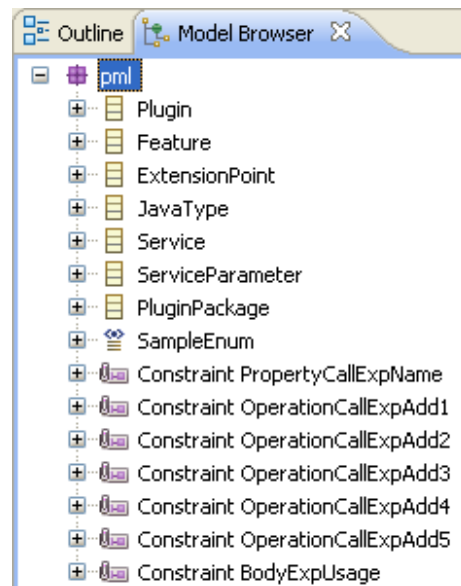 Outline Model Browser
pml
Plugin
Feature
ExtensionPoint
JavaType
Service
ServiceParameter
PluginPackage
SampleEnum
Constraint PropertyCallExpName
Constraint OperationCallExpAdd1
Constraint OperationCallExpAdd2
Constraint OperationCallExpAdd3
Constraint OperationCallExpAdd4
Constraint OperationCallExpAdd5
Constraint BodyExpUsage